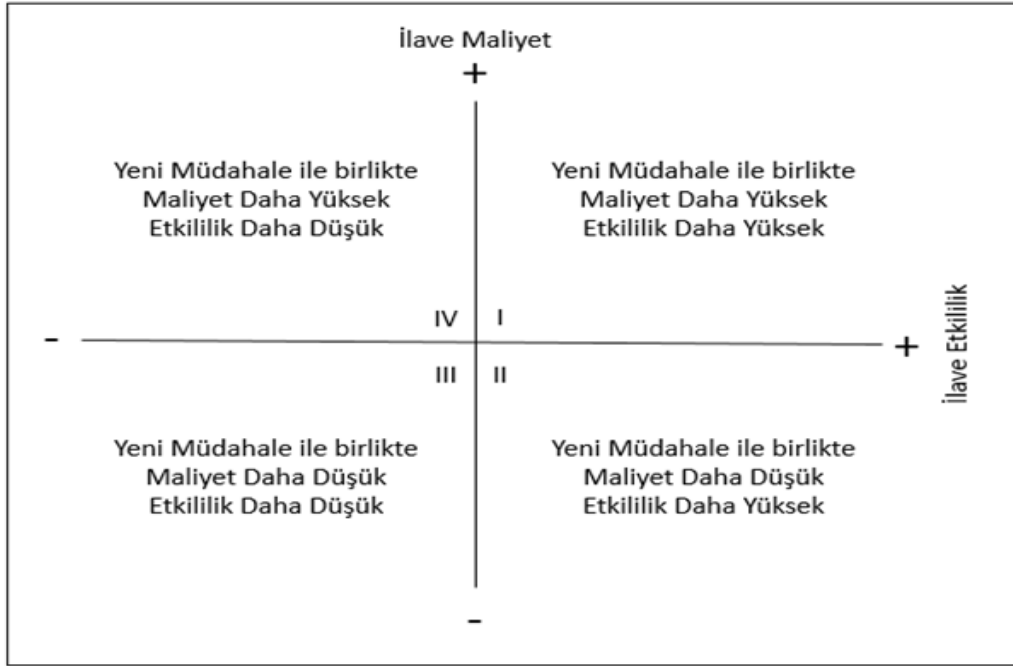 İlave Maliyet
+
Yeni Müdahale ile birlikte
Maliyet Daha Yüksek
Etkililik Daha Düşük
Yeni Müdahale ile birlikte
Maliyet Daha Yüksek
Etkililik Daha Yüksek
IV
I
-
+
İlave Etkililik
III
II
Yeni Müdahale ile birlikte
Maliyet Daha Düşük
Etkililik Daha Düşük
Yeni Müdahale ile birlikte
Maliyet Daha Düşük
Etkililik Daha Yüksek
-